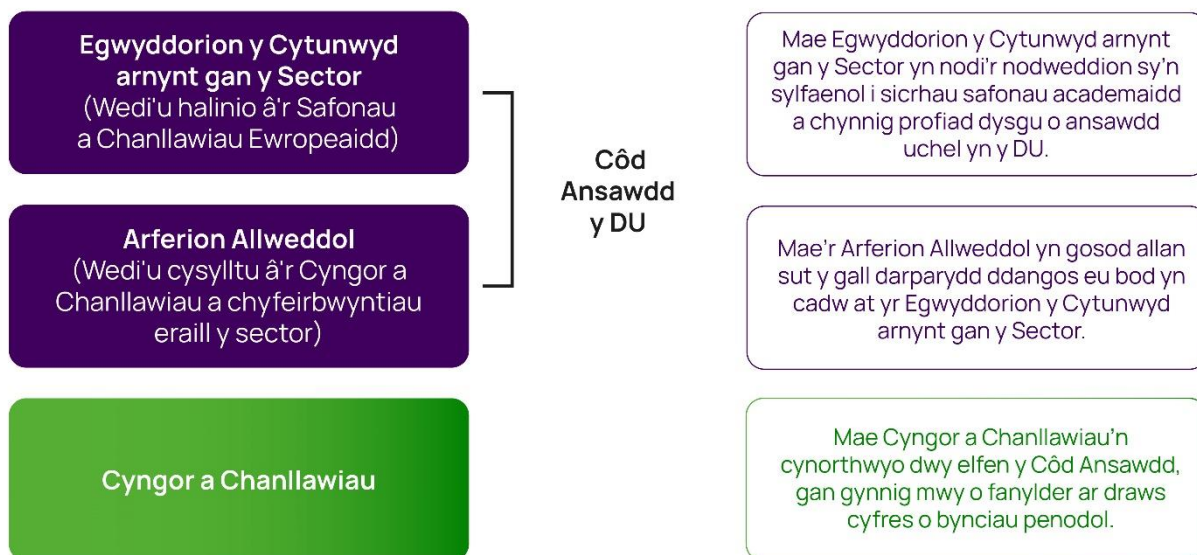 Egwyddorion y Cytunwyd
arnynt gan y Sector
(Wedi'u halinio â'r Safonau
a Chanllawiau Ewropeaidd)
Mae Egwyddorion y Cytunwyd arnynt
gan y Sector yn nodi'r nodweddion sy'n
sylfaenol i sicrhau safonau academaidd
a chynnig profiad dysgu o ansawdd
uchel yn y DU.
Côd
Ansawdd
y DU
Arferion Allweddol
(Wedi'u cysylltu â'r Cyngor a
Chanllawiau a chyfeirbwyntiau
eraill y sector)
Mae'r Arferion Allweddol yn gosod allan
sut y gall darparydd ddangos eu bod yn
cadw at yr Egwyddorion y Cytunwyd
arnynt gan y Sector.
Cyngor a Chanllawiau
Mae Cyngor a Chanllawiau'n
cynorthwyo dwy elfen y Côd Ansawdd,
gan gynnig mwy o fanylder ar draws
cyfres o bynciau penodol.